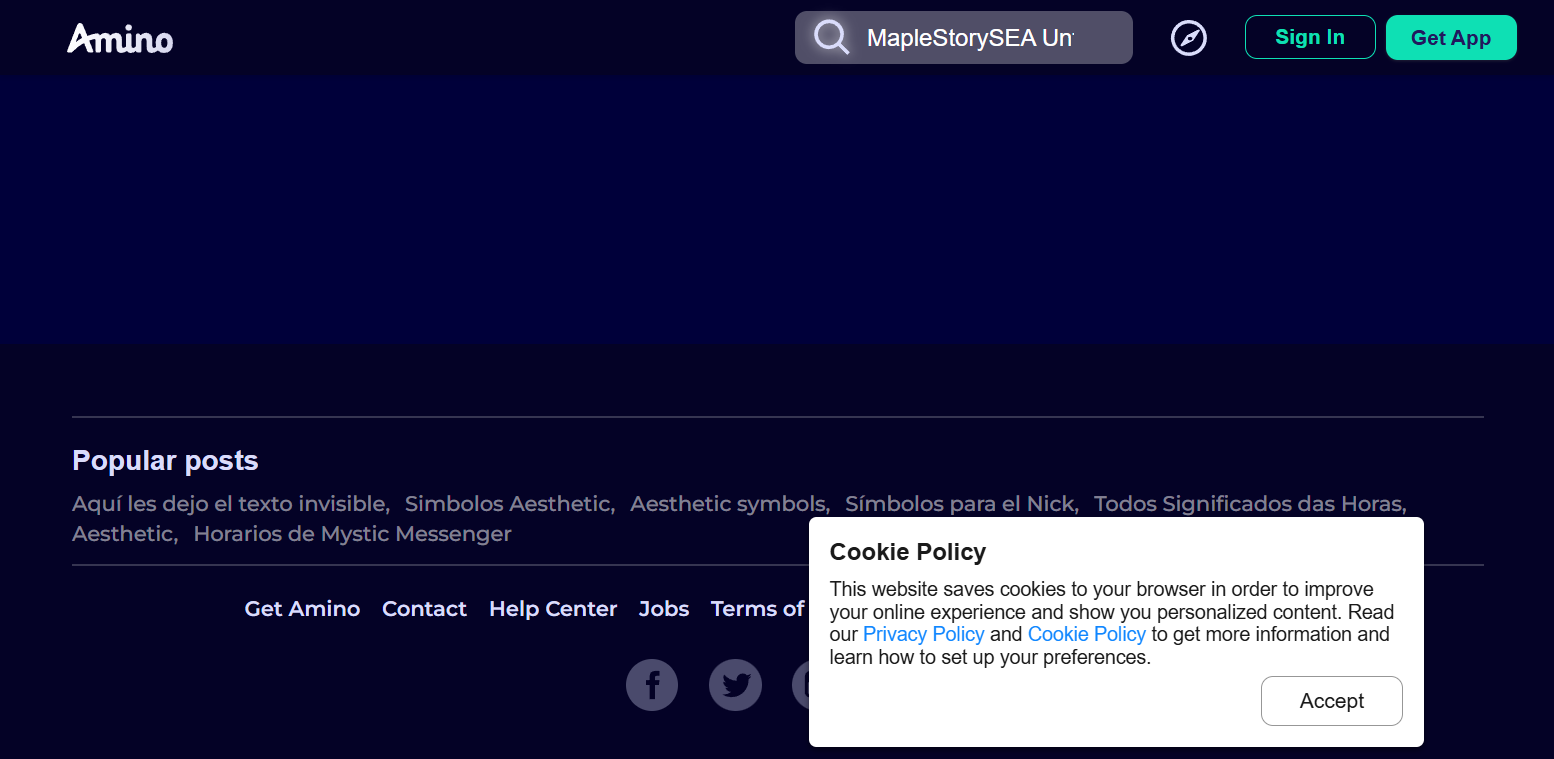 Amino
MapleStorySEA
Sign In
Get App
Popular posts
Aquí les dejo el texto invisible, Simbolos Aesthetic, Aesthetic symbols, Símbolos para el Nick, Todos Significados das Horas,
Aesthetic, Horarios de Mystic Messenger
Get Amino Contact Help Center Jobs Terms of
Cookie Policy
This website saves cookies to your browser in order to improve
your online experience and show you personalized content. Read
our Privacy Policy and Cookie Policy to get more information and
learn how to set up your preferences.
Accept